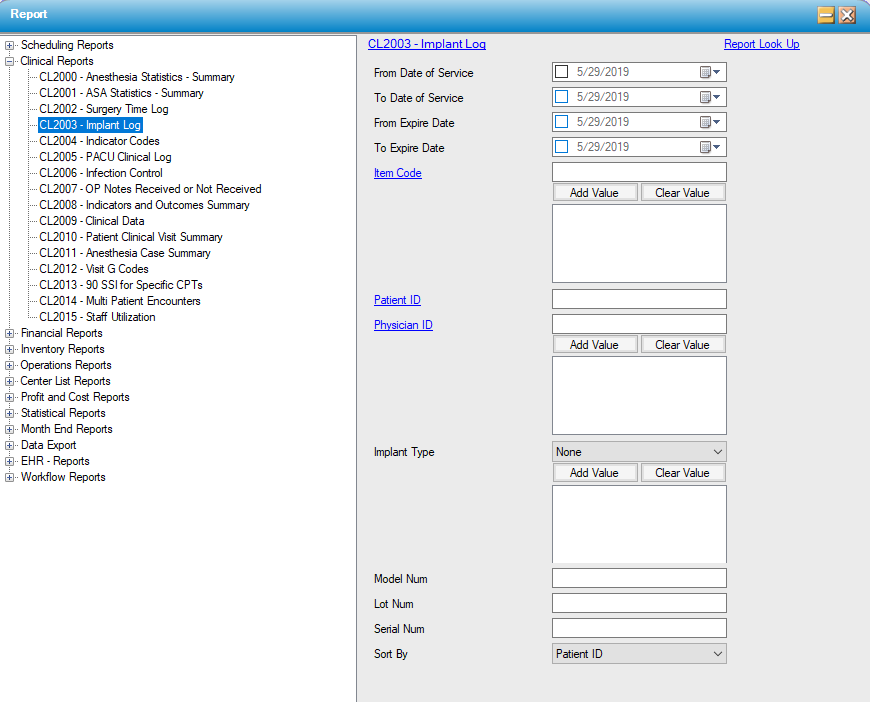 Report
Scheduling Reports
Clinical Reports
CL2000 - Anesthesia Statistics - Summary
CL2001 - ASA Statistics - Summary
CL2002 - Surgery Time Log
CL2003 - Implant Log
CL2004 - Indicator Codes
CL2005 - PACU Clinical Log
CL2006 - Infection Control
CL2007 - OP Notes Received or Not Received
CL2008 - Indicators and Outcomes Summary
CL2009 - Clinical Data
CL2010 - Patient Clinical Visit Summary
CL2011 - Anesthesia Case Summary
CL2012 - Visit G Codes
CL2013 - 90 SSI for Specific CPTs
CL2014 - Multi Patient Encounters
CL2015 - Staff Utilization
Financial Reports
Inventory Reports
Operations Reports
Center List Reports
Profit and Cost Reports
Statistical Reports
Month End Reports
Data Export
EHR - Reports
Workflow Reports
CL2003 - Implant Log Report Look Up
From Date of Service 5/29/2019
To Date of Service 5/29/2019
From Expire Date 5/29/2019
To Expire Date 5/29/2019
Item Code
Add Value Clear Value
Patient ID
Physician ID
Add Value Clear Value
Implant Type None
Add Value Clear Value
Model Num
Lot Num
Serial Num
Sort By Patient ID